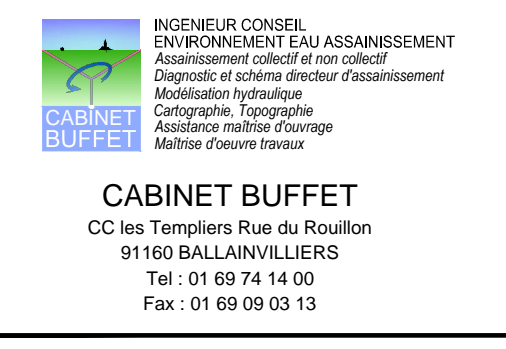 INGENIEUR CONSEIL
ENVIRONNEMENT EAU ASSAINISSEMENT
Assainissement collectif et non collectif
Diagnostic et schéma directeur d'assainissement
Modélisation hydraulique
Cartographie, Topographie
Assistance maîtrise d'ouvrage
Maîtrise d'oeuvre travaux
CABINET
BUFFET
CABINET BUFFET
CC les Templiers Rue du Rouillon
91160 BALLAINVILLIERS
Tel : 01 69 74 14 00
Fax : 01 69 09 03 13